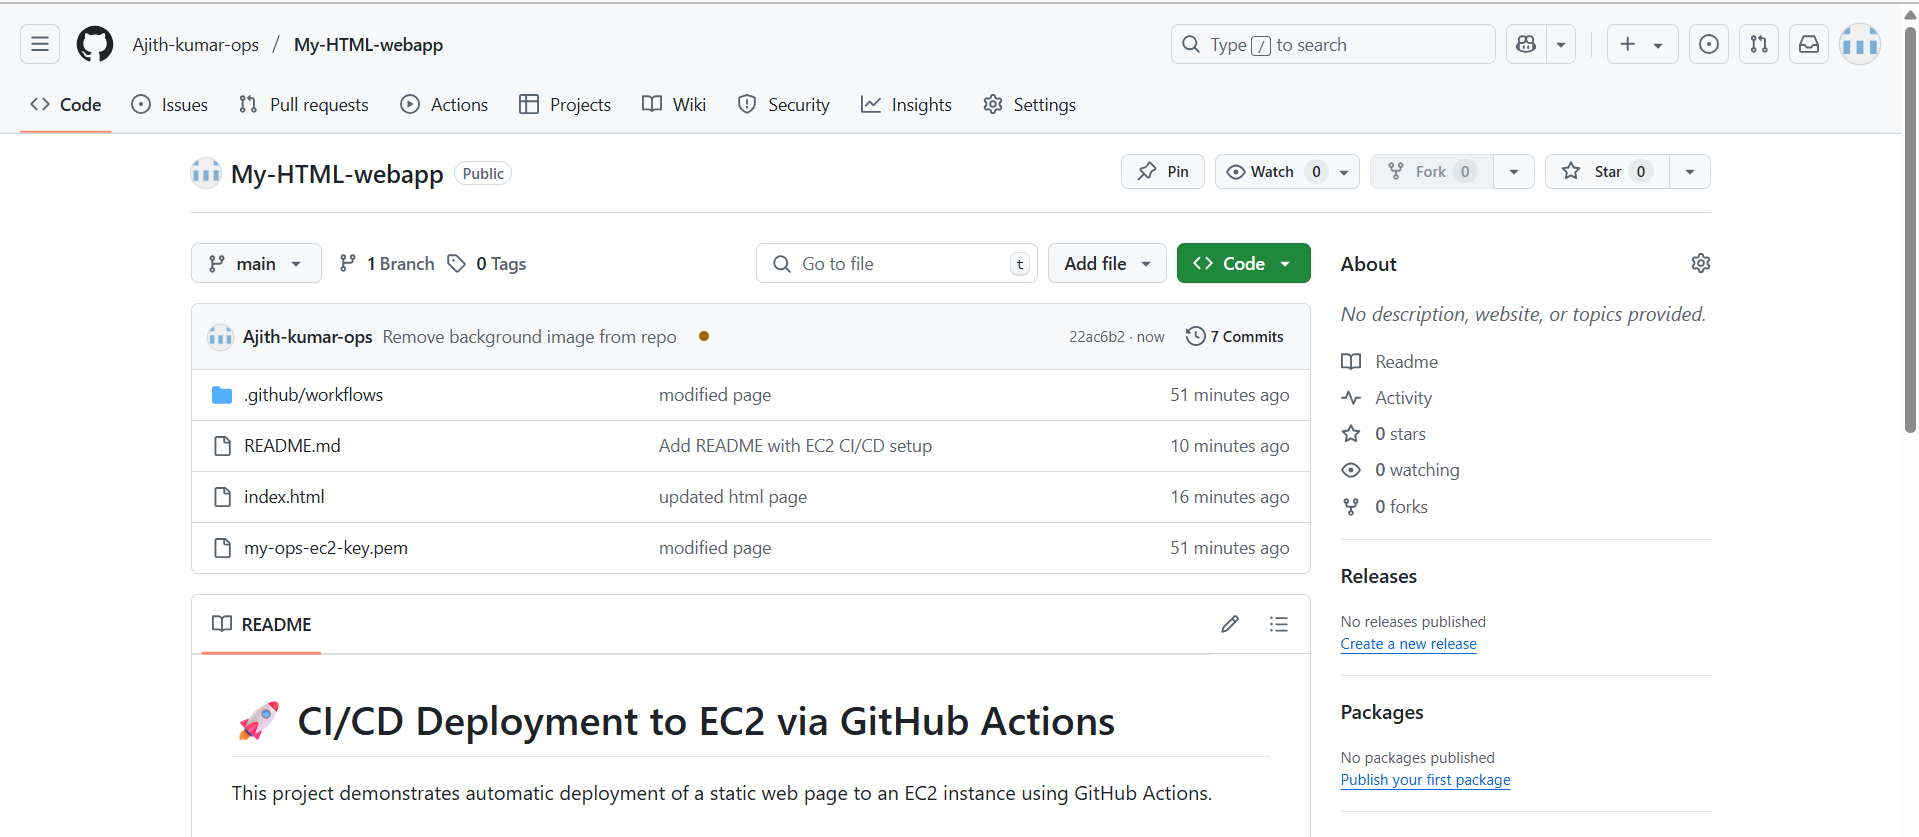 Ajith-kumar-ops / My-HTML-webapp
Type / to search
Code Issues Pull requests Actions Projects Wiki Security Insights Settings
My-HTML-webapp Public
Pin Watch 0 Fork 0 Star 0
main 1 Branch 0 Tags Go to file t Add file Code
Ajith-kumar-ops Remove background image from repo 22ac6b2 · now 7 Commits
.github/workflows modified page 51 minutes ago
README.md Add README with EC2 CI/CD setup 10 minutes ago
index.html updated html page 16 minutes ago
my-ops-ec2-key.pem modified page 51 minutes ago
README
🚀 CI/CD Deployment to EC2 via GitHub Actions
This project demonstrates automatic deployment of a static web page to an EC2 instance using GitHub Actions.
About
No description, website, or topics provided.
Readme
Activity
0 stars
0 watching
0 forks
Releases
No releases published
Create a new release
Packages
No packages published
Publish your first package